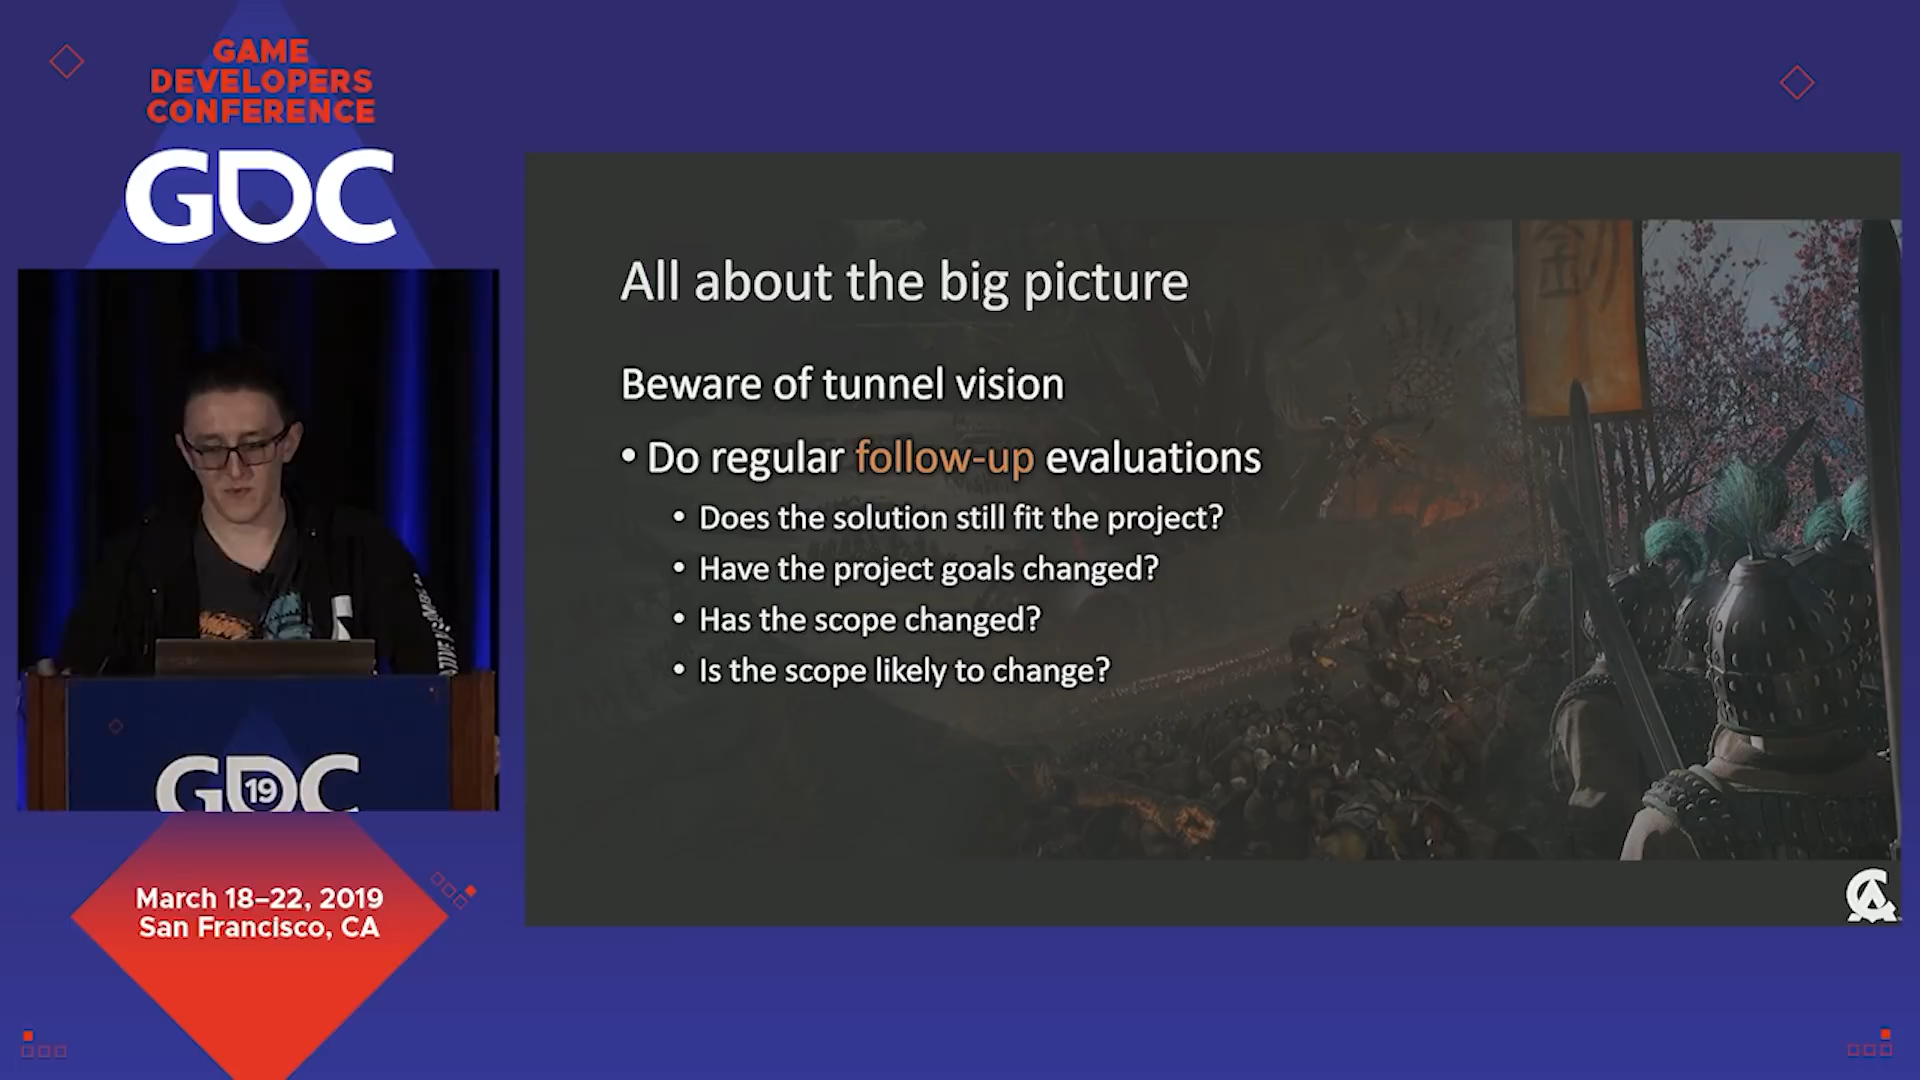 GAME
DEVELOPERS
CONFERENCE
GDC
All about the big picture
Beware of tunnel vision
• Do regular follow-up evaluations
• Does the solution still fit the project?
• Have the project goals changed?
• Has the scope changed?
• Is the scope likely to change?
GDC
19
March 18–22, 2019
San Francisco, CA